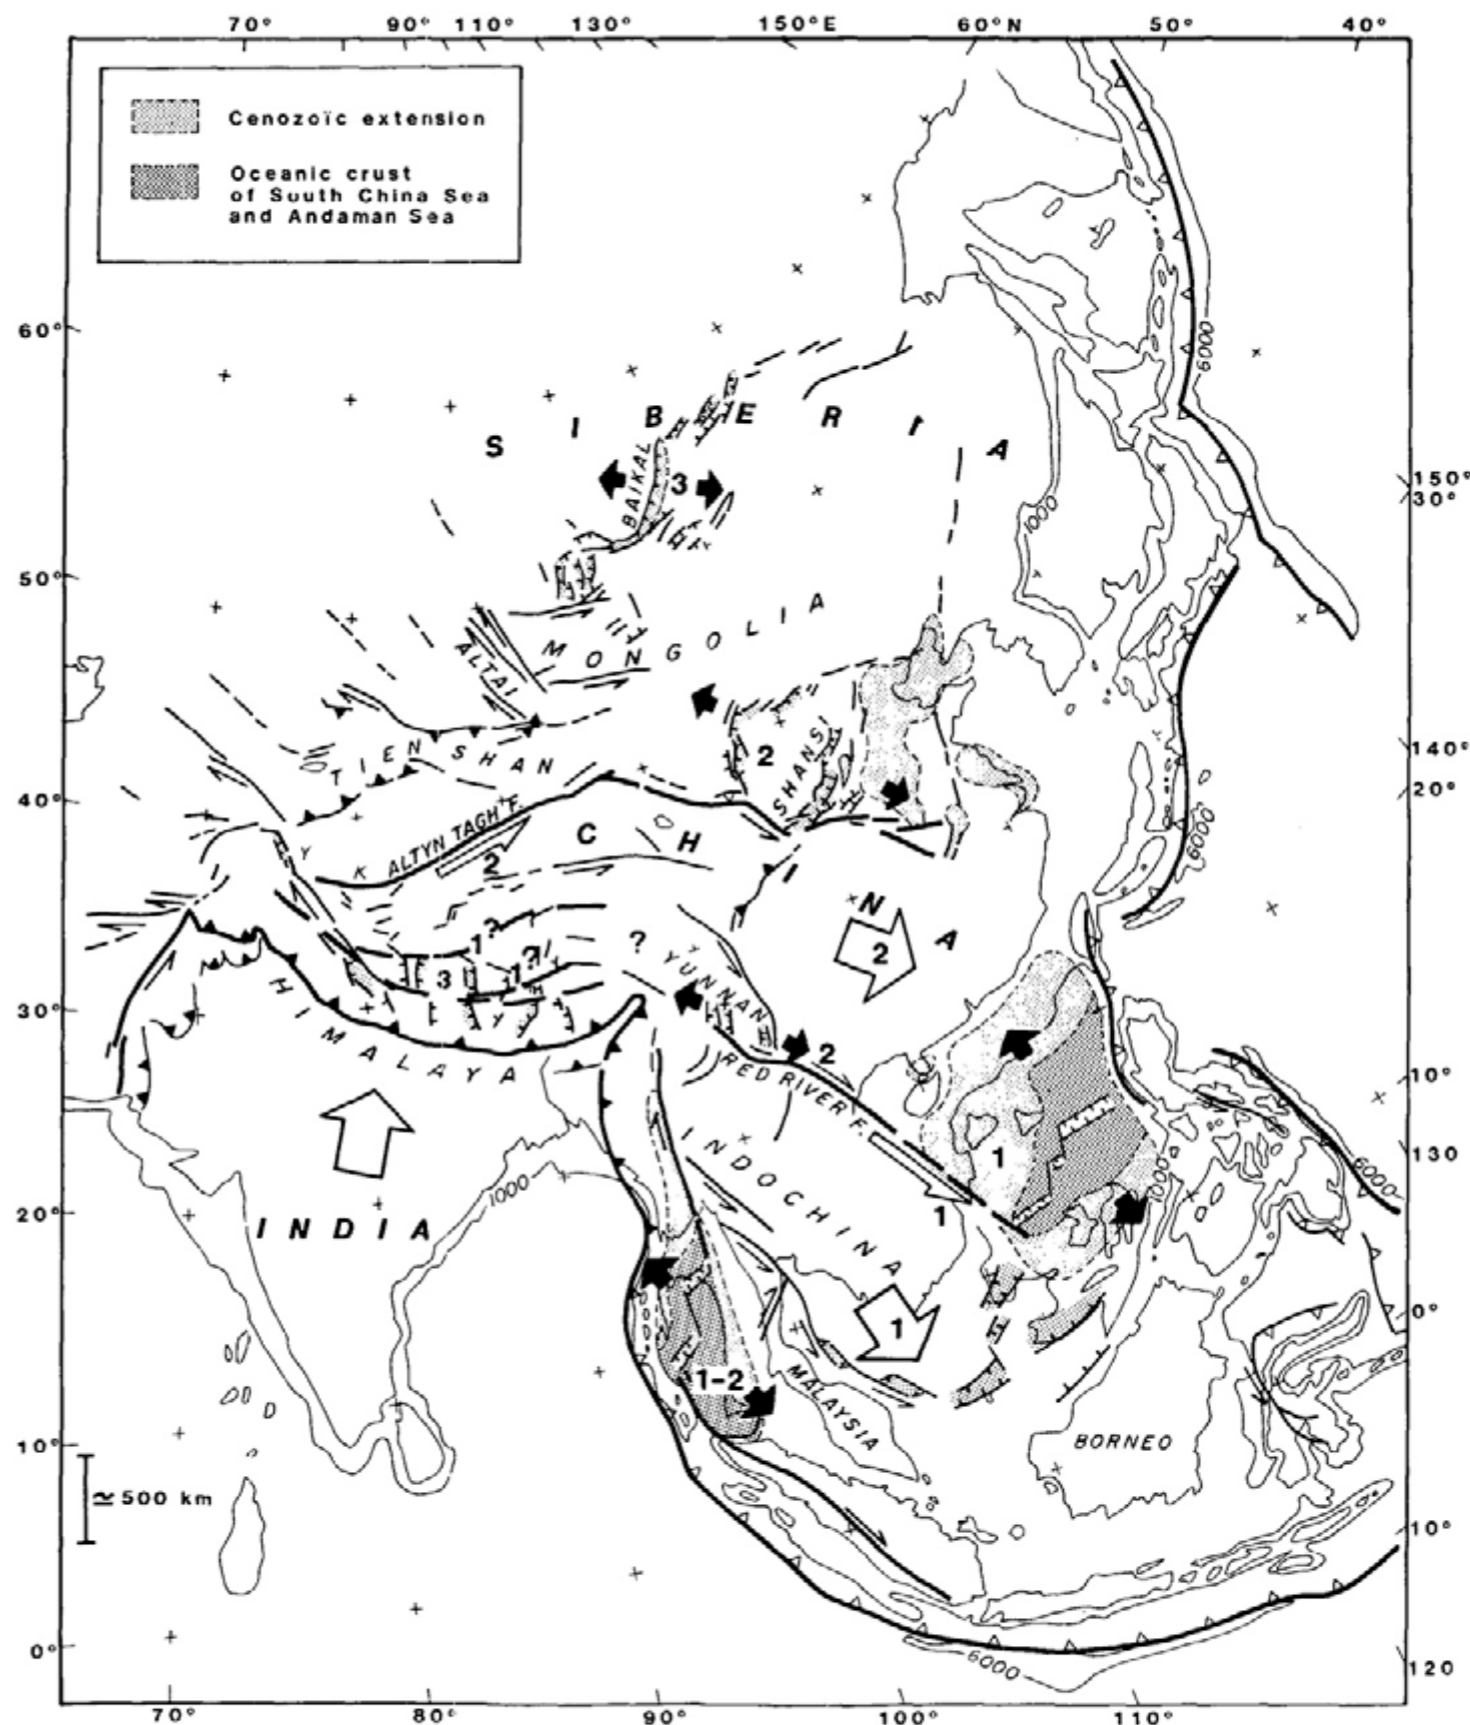 70° 90° 110° 130° 150°E 60°N 50° 40°
Cenozoïc extension
Oceanic crust
of South China Sea
and Andaman Sea
60°
6000
S I B E R I A
BAIKAL
3
150°
30°
1000
50°
MONGOLIA
ALTAI
TIEN SHAN
2
SHANSI
140°
20°
40°
6000
ALTYN TAGH F.
2
C H I N A
Y
K
1?
?
3
1?
2
YUNNAN
30°
HIMALAYA
Y
2
RED RIVER F.
10°
1
INDOCHINA
130
6000
1000
1000
20°
INDIA
1
0°
1
1-2
MALAYSIA
10°
BORNEO
≃ 500 km
10°
0°
6000
120
70° 80° 90° 100° 110°